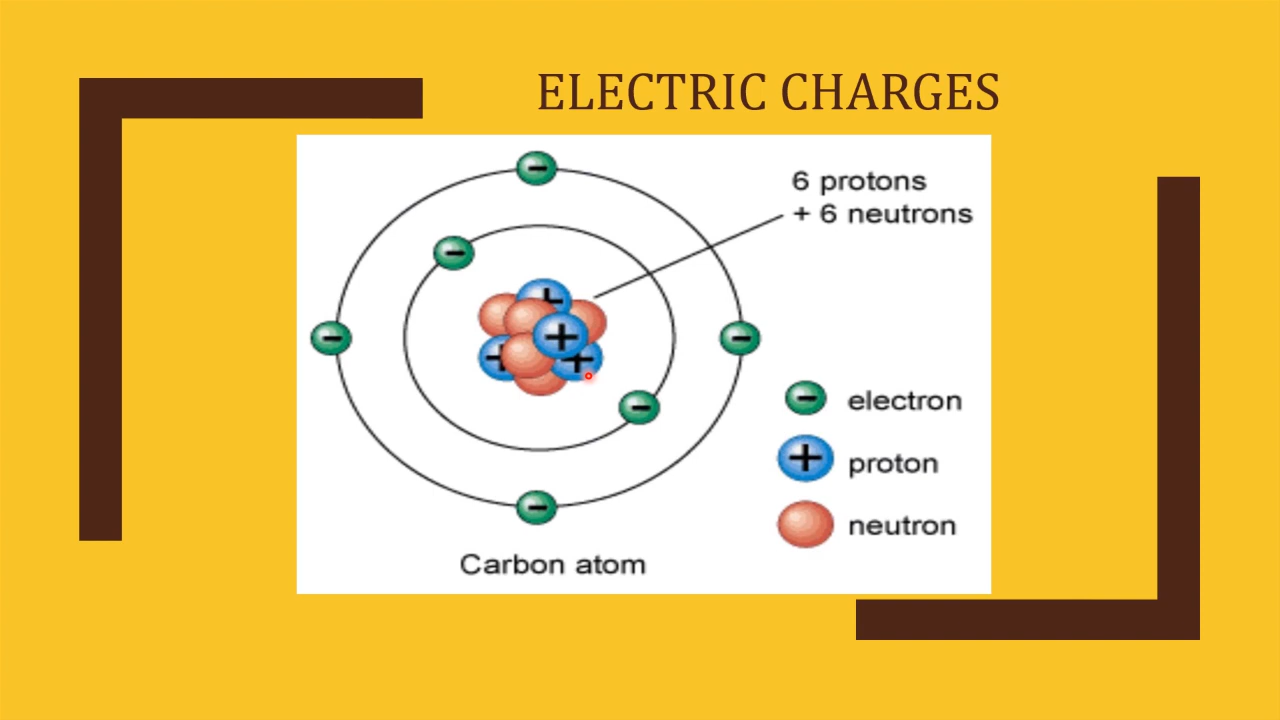 ELECTRIC CHARGES
6 protons
+ 6 neutrons
electron
proton
neutron
Carbon atom